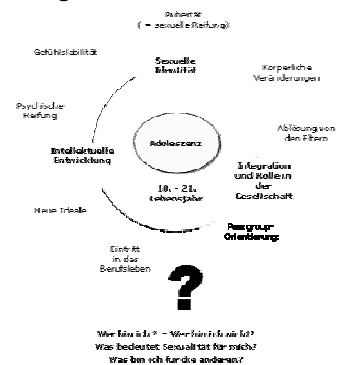 Pubertät
( = sexuelle Reifung)
Gefühlslabilität
Sexuelle
Identität
Körperliche
Veränderungen
Psychische
Reifung
Adoleszenz
Ablösung von
den Eltern
Intellektuelle
Entwicklung
Integration
und Rolle in
der
Gesellschaft
10. - 21.
Lebensjahr
Neue Ideale
Peergroup-
Orientierung
Eintritt
in das
Berufsleben
?
Wer bin ich? - Wer bin ich nicht?
Was bedeutet Sexualität für mich?
Was bin ich für die anderen?